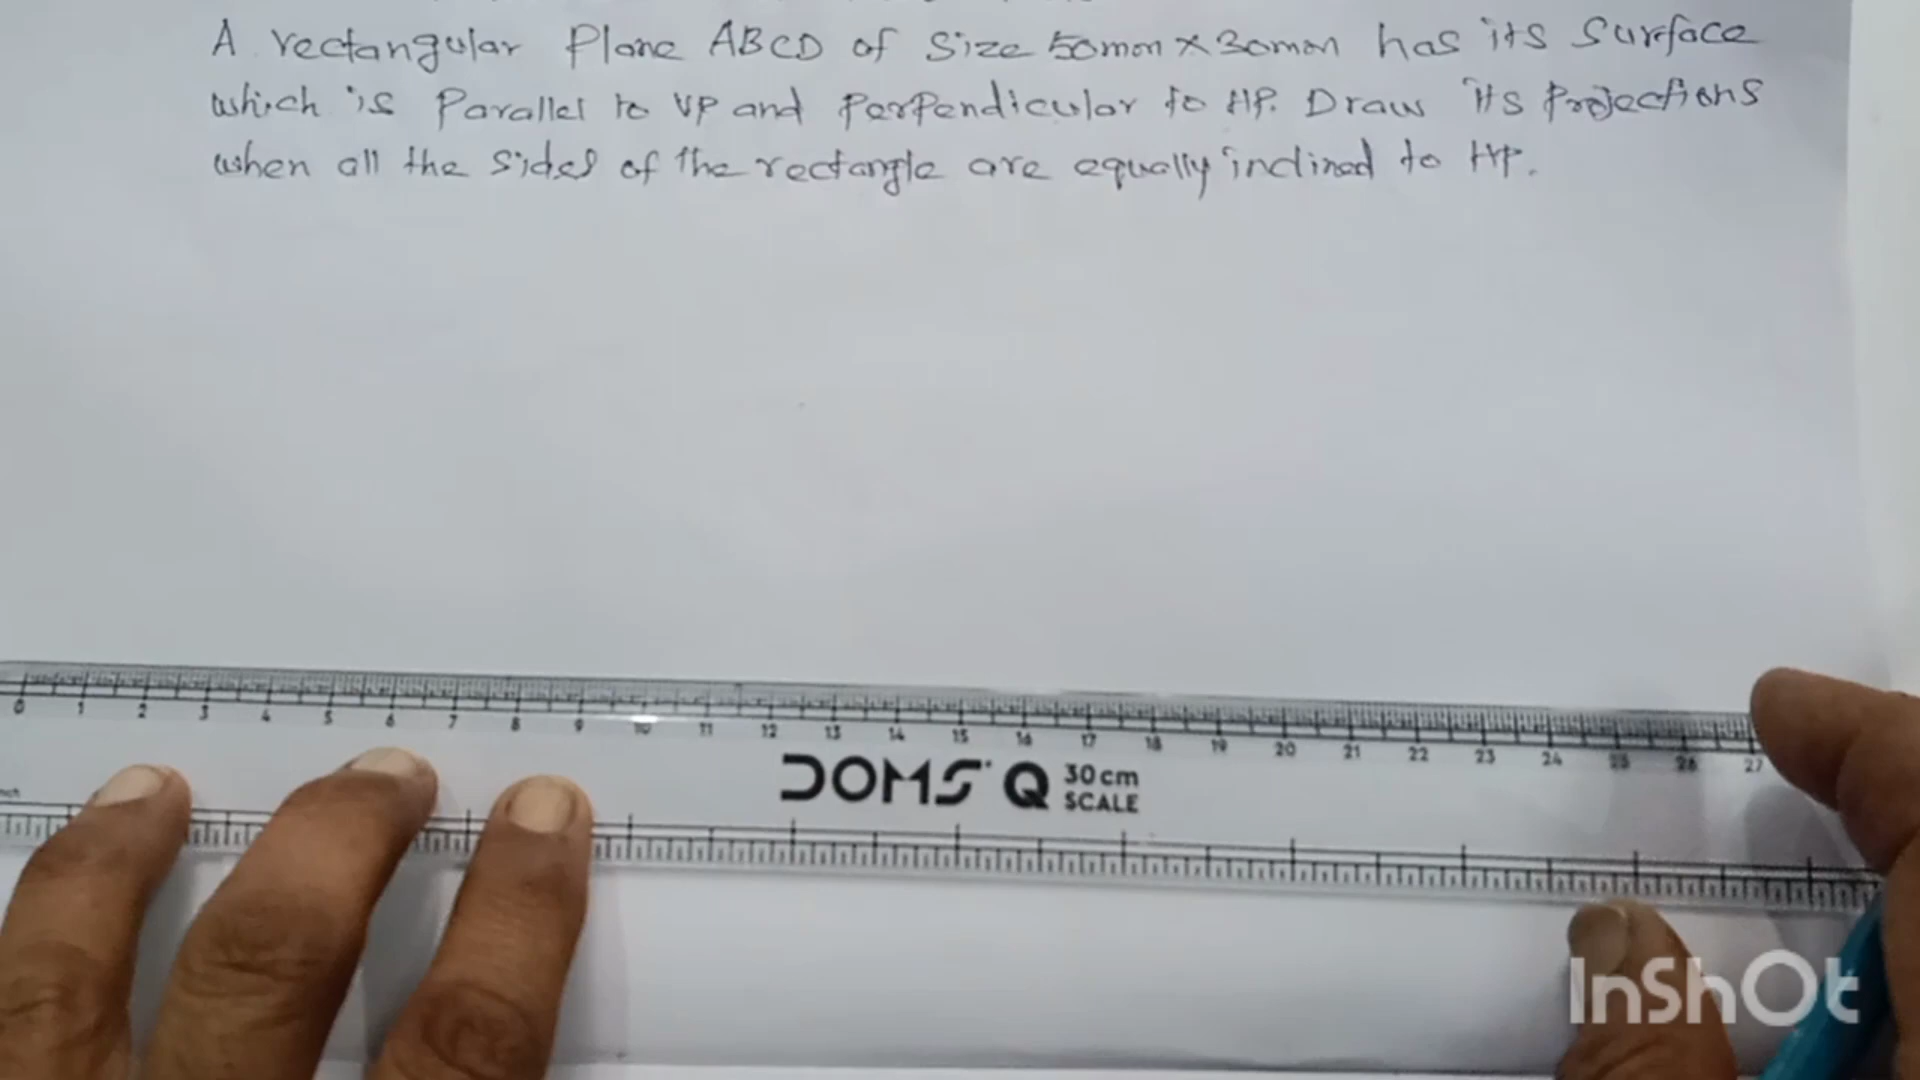 A rectangular Plane ABCD of Size 50mm × 30mm has its Surface
which is Parallel to VP and Perpendicular to HP. Draw its Projections
when all the sides of the rectangle are equally inclined to HP.
0 1 2 3 4 5 6 7 8 9 10 11 12 13 14 15 16 17 18 19 20 21 22 23 24 25 26 27
DOMS Q 30cm
SCALE
InShOt